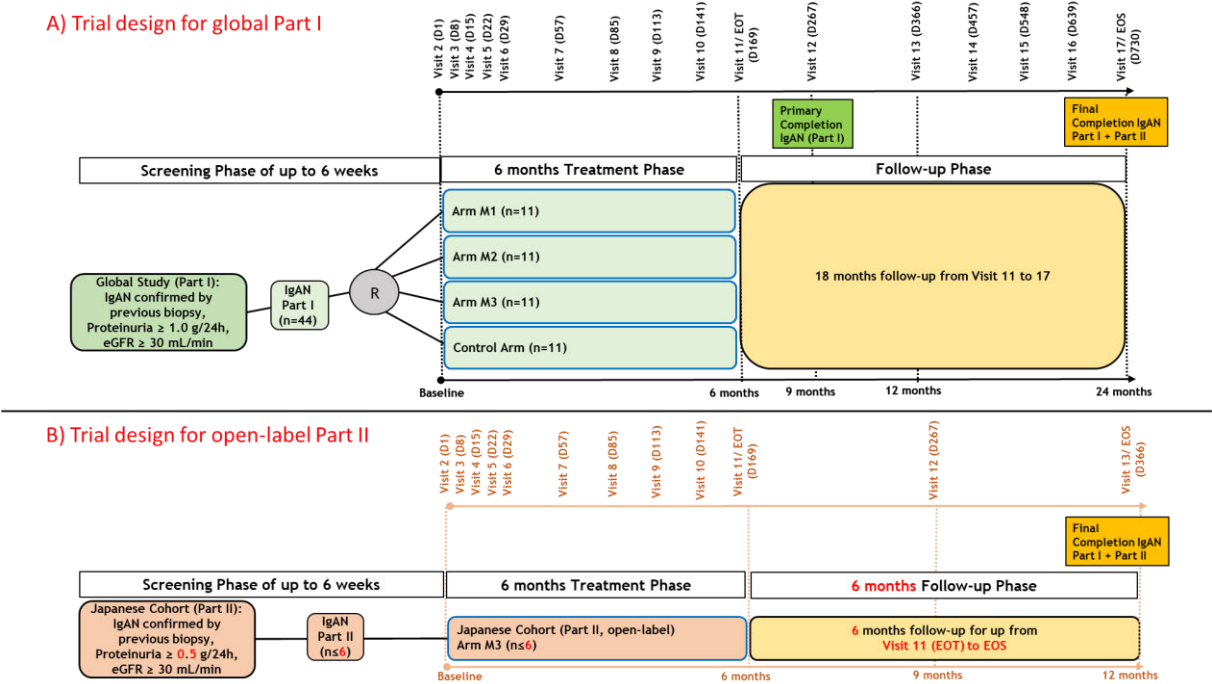 A) Trial design for global Part I
Visit 2 (D1)
Visit 3 (D8)
Visit 4 (D15)
Visit 5 (D22)
Visit 6 (D29)
Visit 7 (D57)
Visit 8 (D85)
Visit 9 (D113)
Visit 10 (D141)
Visit 11/ EOT
(D169)
Visit 12 (D267)
Visit 13 (D366)
Visit 14 (D457)
Visit 15 (D548)
Visit 16 (D639)
Visit 17/ EOS
(D730)
Primary
Completion
IgAN (Part I)
Final
Completion IgAN
Part I + Part II
Screening Phase of up to 6 weeks
6 months Treatment Phase
Follow-up Phase
Global Study (Part I):
IgAN confirmed by
previous biopsy,
Proteinuria ≥ 1.0 g/24h,
eGFR ≥ 30 mL/min
IgAN
Part I
(n=44)
R
Arm M1 (n=11)
Arm M2 (n=11)
Arm M3 (n=11)
Control Arm (n=11)
18 months follow-up from Visit 11 to 17
Baseline
6 months
9 months
12 months
24 months
B) Trial design for open-label Part II
Visit 2 (D1)
Visit 3 (D8)
Visit 4 (D15)
Visit 5 (D22)
Visit 6 (D29)
Visit 7 (D57)
Visit 8 (D85)
Visit 9 (D113)
Visit 10 (D141)
Visit 11/ EOT
(D169)
Visit 12 (D267)
Visit 13/ EOS
(D366)
Final
Completion IgAN
Part I + Part II
Screening Phase of up to 6 weeks
6 months Treatment Phase
6 months Follow-up Phase
Japanese Cohort (Part II):
IgAN confirmed by
previous biopsy,
Proteinuria ≥ 0.5 g/24h,
eGFR ≥ 30 mL/min
IgAN
Part II
(n≤6)
Japanese Cohort (Part II, open-label)
Arm M3 (n≤6)
6 months follow-up for up from
Visit 11 (EOT) to EOS
Baseline
6 months
9 months
12 months